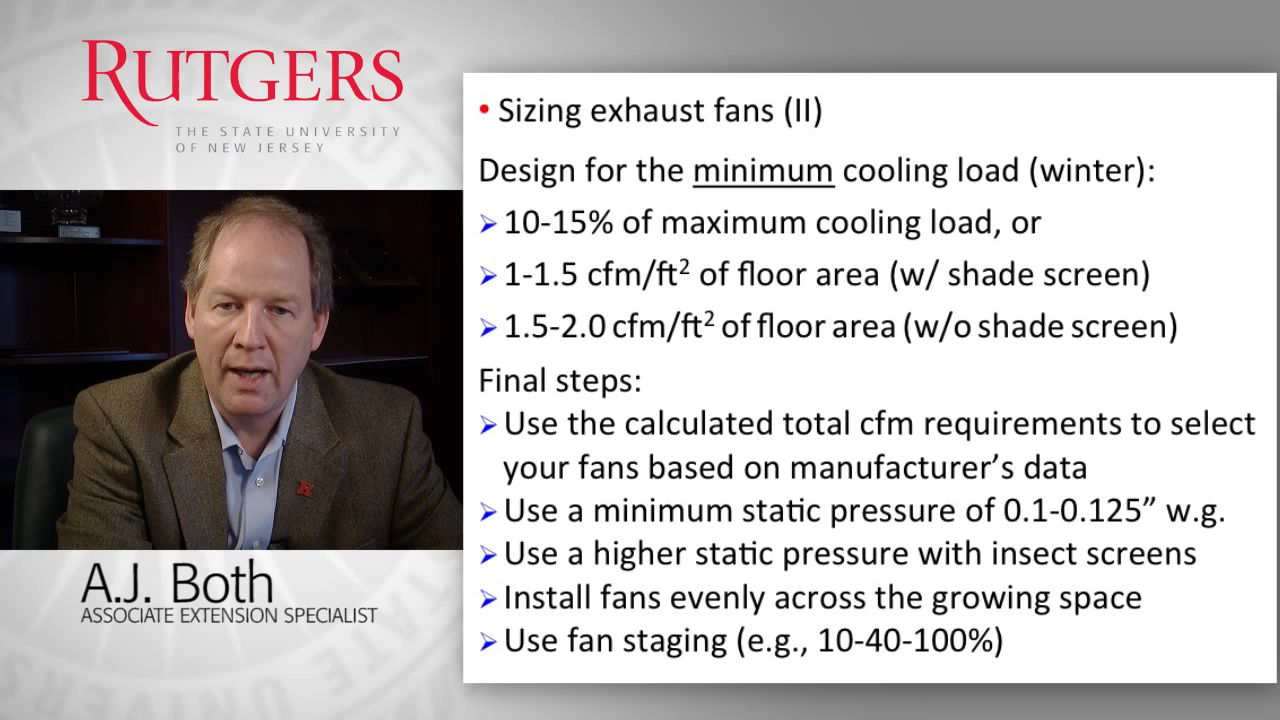 RUTGERS
THE STATE UNIVERSITY
OF NEW JERSEY
• Sizing exhaust fans (II)
Design for the minimum cooling load (winter):
➢ 10-15% of maximum cooling load, or
➢ 1-1.5 cfm/ft² of floor area (w/ shade screen)
➢ 1.5-2.0 cfm/ft² of floor area (w/o shade screen)
Final steps:
➢ Use the calculated total cfm requirements to select
your fans based on manufacturer’s data
➢ Use a minimum static pressure of 0.1-0.125” w.g.
➢ Use a higher static pressure with insect screens
➢ Install fans evenly across the growing space
➢ Use fan staging (e.g., 10-40-100%)
A.J. Both
ASSOCIATE EXTENSION SPECIALIST